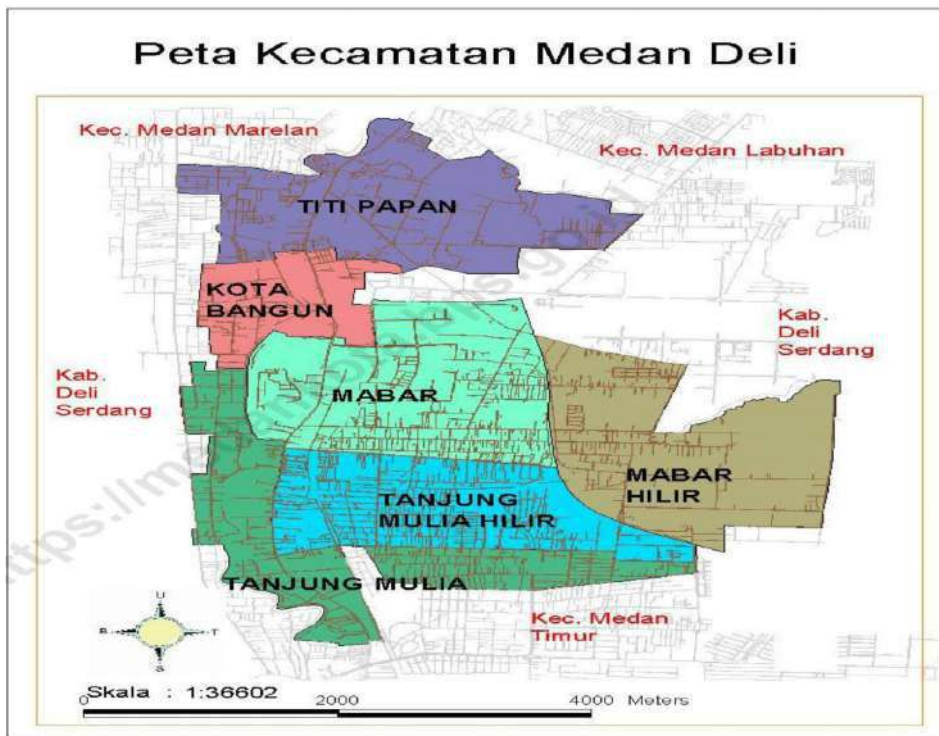 Peta Kecamatan Medan Deli
Kec. Medan Marelan
Kec. Medan Labuhan
TITI PAPAN
KOTA
BANGUN
Kab.
Deli
Serdang
Kab.
Deli
Serdang
MABAR
MABAR
HILIR
TANJUNG
MULIA HILIR
TANJUNG MULIA
Kec. Medan
Timur
U
B
T
S
Skala : 1:36602
0
2000
4000 Meters